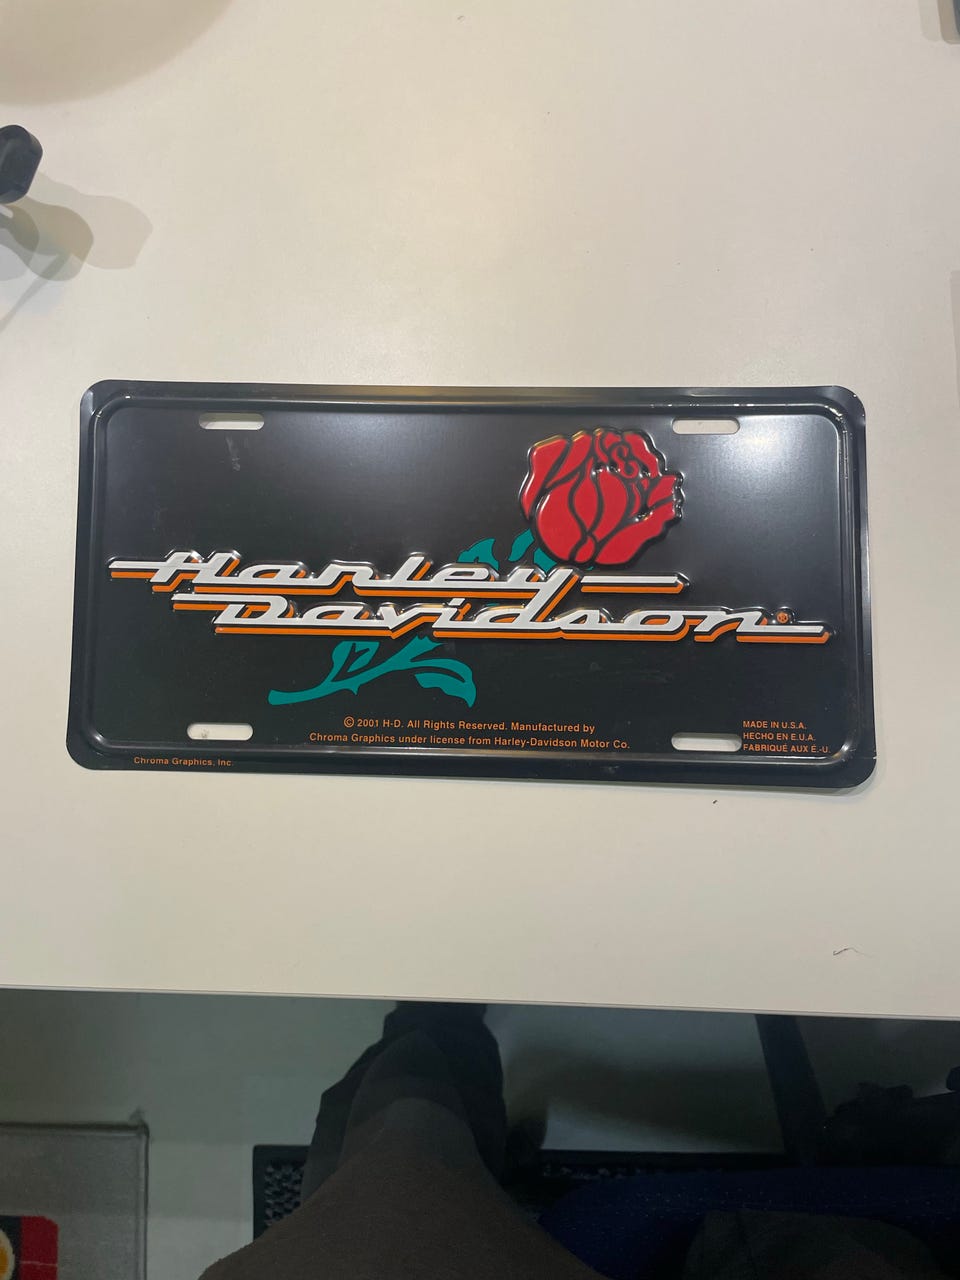 Harley
Davidson®
© 2001 H-D. All Rights Reserved. Manufactured by
Chroma Graphics under license from Harley-Davidson Motor Co.
MADE IN U.S.A.
HECHO EN E.U.A.
FABRIQUÉ AUX É.-U.
Chroma Graphics, Inc.